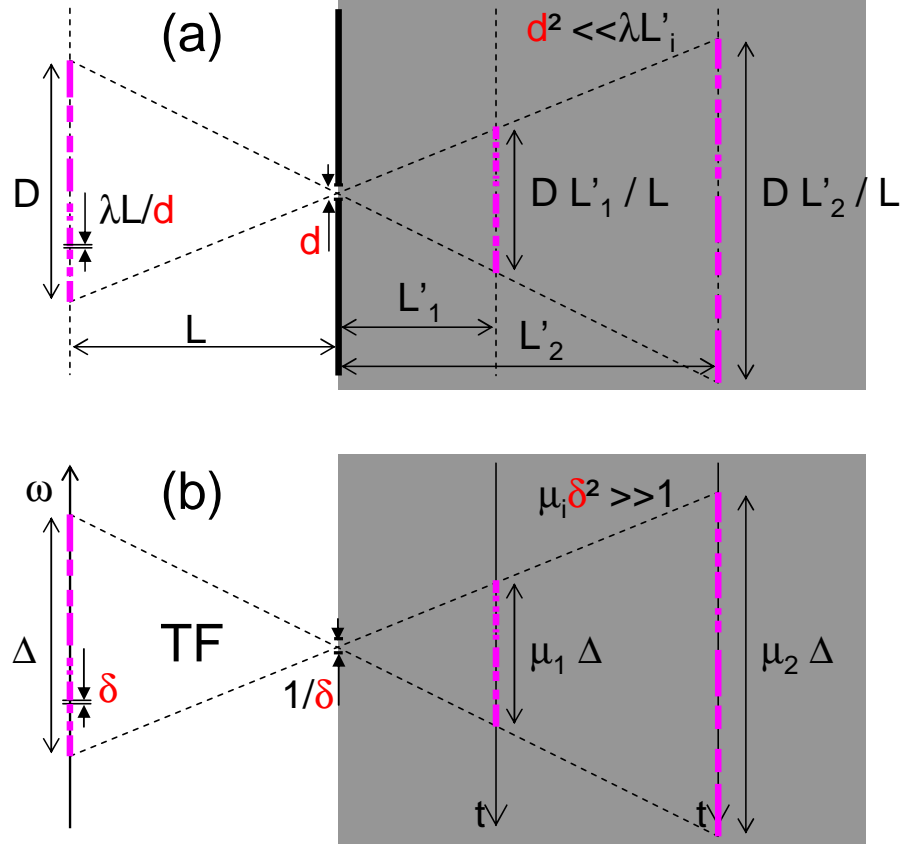 (a)
d² <<λL'i
D
λL/d
d
D L'1 / L
D L'2 / L
L
L'1
L'2
(b)
ω
μiδ² >>1
Δ
TF
δ
1/δ
μ1 Δ
μ2 Δ
t
t